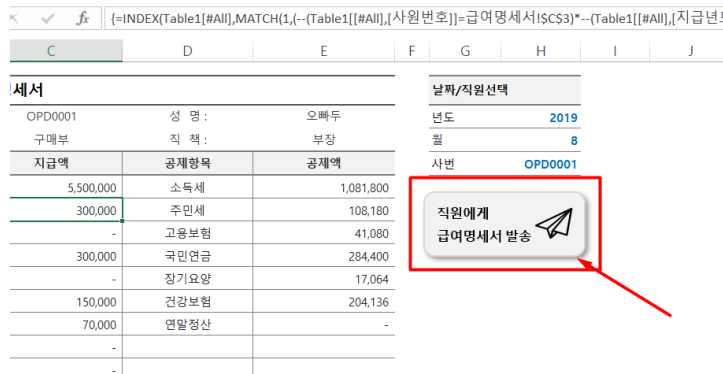 fx {=INDEX(Table1[#All],MATCH(1,(--(Table1[[#All],[사원번호]]=급여명세서!$C$3)*--(Table1[[#All],[지급년도
C D E F G H I J
세서 날짜/직원선택
OPD0001 성 명 : 오빠두 년도 2019
구매부 직 책 : 부장 월 8
지급액 공제항목 공제액 사번 OPD0001
5,500,000 소득세 1,081,800
300,000 주민세 108,180 직원에게
- 고용보험 41,080 급여명세서 발송
300,000 국민연금 284,400
- 장기요양 17,064
150,000 건강보험 204,136
70,000 연말정산 -
-
-